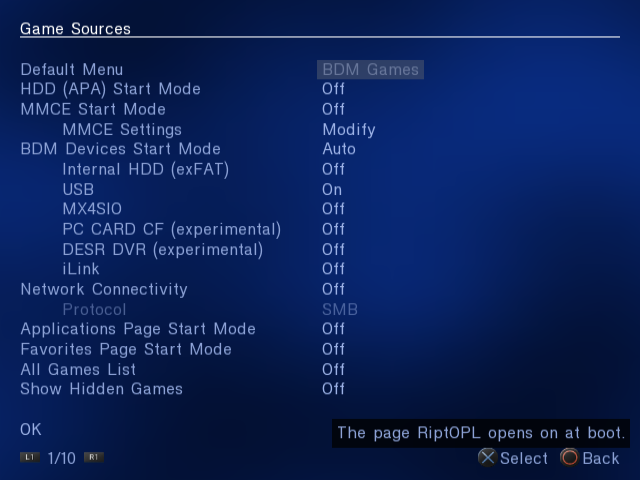 Game Sources
Default Menu BDM Games
HDD (APA) Start Mode Off
MMCE Start Mode Off
MMCE Settings Modify
BDM Devices Start Mode Auto
Internal HDD (exFAT) Off
USB On
MX4SIO Off
PC CARD CF (experimental) Off
DESR DVR (experimental) Off
iLink Off
Network Connectivity Off
Protocol SMB
Applications Page Start Mode Off
Favorites Page Start Mode Off
All Games List Off
Show Hidden Games Off
OK
The page RiptOPL opens on at boot.
L1 1/10 R1 Select Back